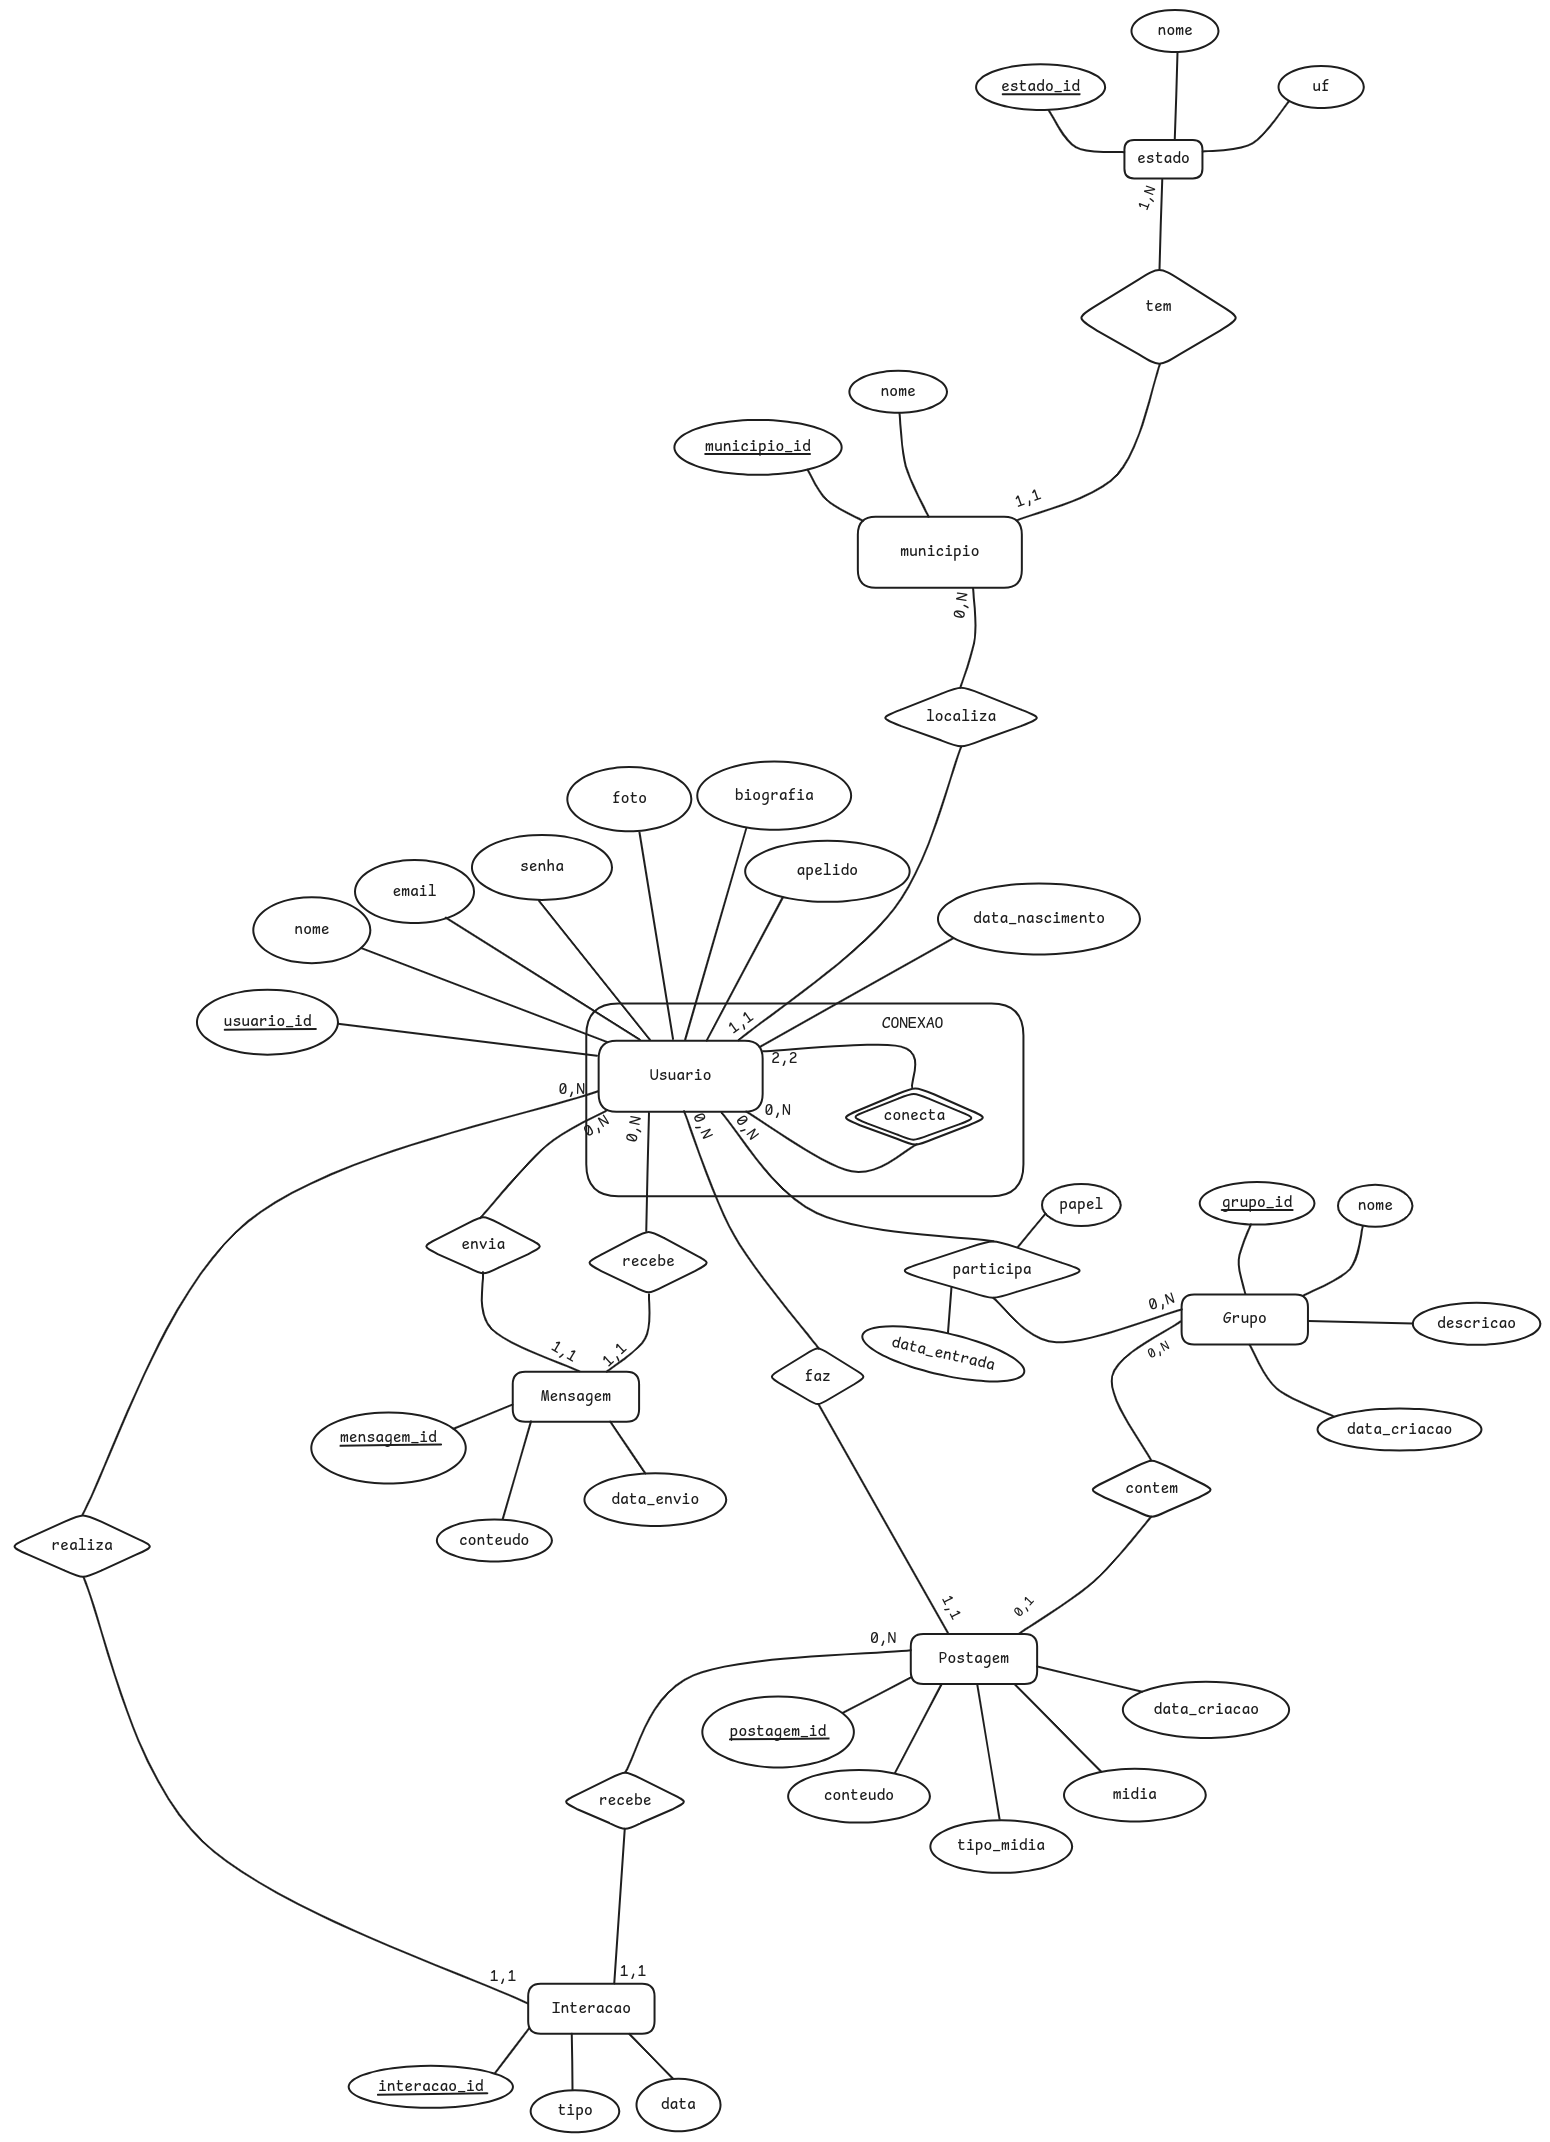 nome
estado_id
uf
estado
1,N
tem
nome
municipio_id
1,1
municipio
0,N
localiza
foto
biografia
senha
apelido
email
data_nascimento
nome
usuario_id
1,1
CONEXAO
2,2
Usuario
0,N
0,N
0,N
0,N
0,N
0,N
conecta
papel
grupo_id
nome
envia
recebe
participa
0,N
Grupo
descricao
0,N
data_entrada
1,1
1,1
faz
Mensagem
mensagem_id
data_criacao
data_envio
contem
conteudo
realiza
1,1
0,1
0,N
Postagem
data_criacao
postagem_id
conteudo
midia
recebe
tipo_midia
1,1
1,1
Interacao
interacao_id
data
tipo